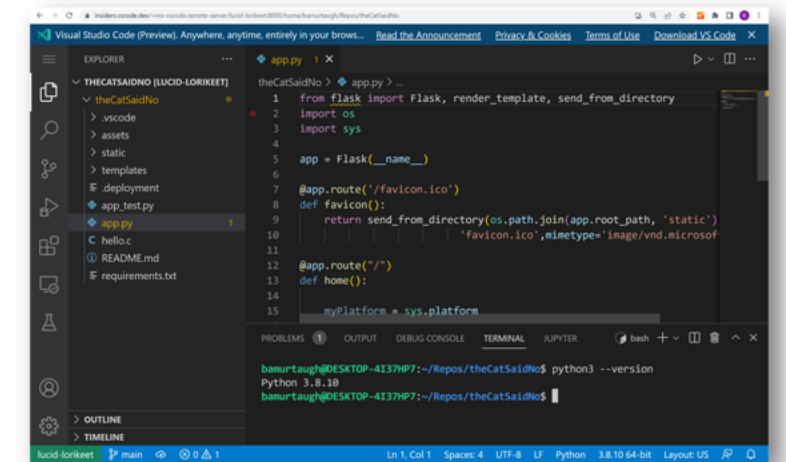 insiders.vscode.dev/+ms-vscode.remote-server/lucid-lorikeet:8000/home/bamurtaugh/Repos/theCatSaidNo
Visual Studio Code (Preview). Anywhere, anytime, entirely in your brows... Read the Announcement Privacy & Cookies Terms of Use Download VS Code
EXPLORER
THECATSAIDNO [LUCID-LORIKEET]
theCatSaidNo
.vscode
assets
static
templates
.deployment
app_test.py
app.py 1
hello.c
README.md
requirements.txt
OUTLINE
TIMELINE
app.py 1
theCatSaidNo > app.py > ...
1 from flask import Flask, render_template, send_from_directory
2 import os
3 import sys
4
5 app = Flask(__name__)
6
7 @app.route('/favicon.ico')
8 def favicon():
9 return send_from_directory(os.path.join(app.root_path, 'static')
10 'favicon.ico',mimetype='image/vnd.microsof
11
12 @app.route("/")
13 def home():
14
15 myPlatform = sys.platform
PROBLEMS 1 OUTPUT DEBUG CONSOLE TERMINAL JUPYTER bash
bamurtaugh@DESKTOP-4I37HP7:~/Repos/theCatSaidNo$ python3 --version
Python 3.8.10
bamurtaugh@DESKTOP-4I37HP7:~/Repos/theCatSaidNo$
lucid-lorikeet main 0 1 Ln 1, Col 1 Spaces: 4 UTF-8 LF Python 3.8.10 64-bit Layout: US